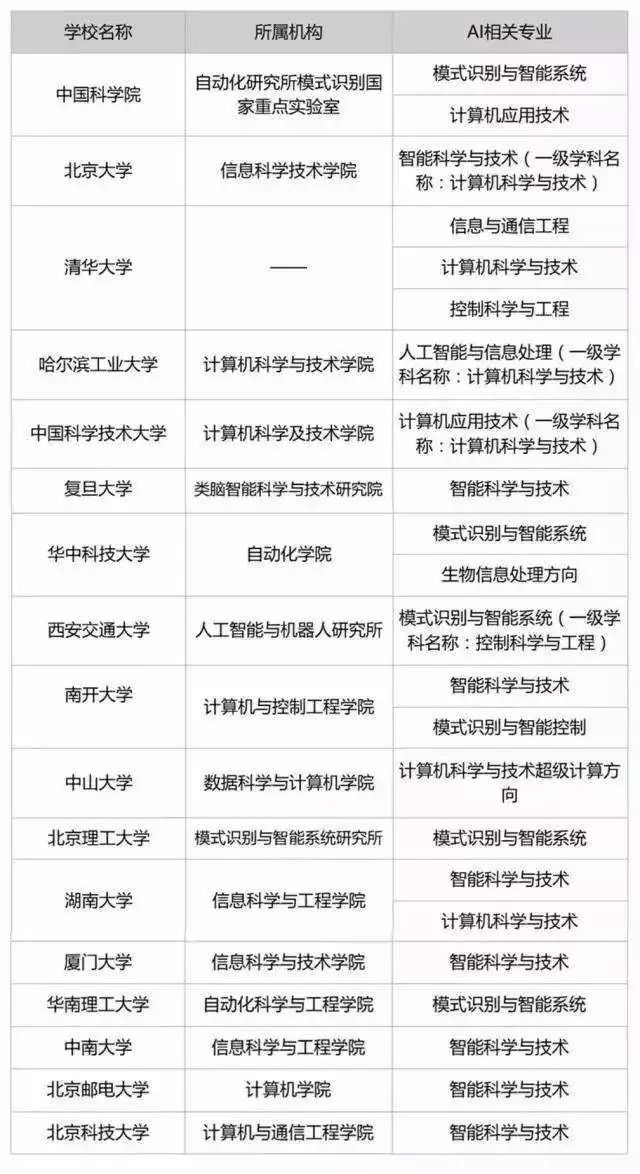 学校名称 所属机构 AI相关专业
中国科学院 自动化研究所模式识别国
家重点实验室 模式识别与智能系统
计算机应用技术
北京大学 信息科学技术学院 智能科学与技术（一级学科名
称：计算机科学与技术）
清华大学 —— 信息与通信工程
计算机科学与技术
控制科学与工程
哈尔滨工业大学 计算机科学与技术学院 人工智能与信息处理（一级学
科名称：计算机科学与技术）
中国科学技术大学 计算机科学及技术学院 计算机应用技术（一级学科名
称：计算机科学与技术）
复旦大学 类脑智能科学与技术研究院 智能科学与技术
华中科技大学 自动化学院 模式识别与智能系统
生物信息处理方向
西安交通大学 人工智能与机器人研究所 模式识别与智能系统（一级学
科名称：控制科学与工程）
南开大学 计算机与控制工程学院 智能科学与技术
模式识别与智能控制
中山大学 数据科学与计算机学院 计算机科学与技术超级计算方
向
北京理工大学 模式识别与智能系统研究所 模式识别与智能系统
湖南大学 信息科学与工程学院 智能科学与技术
计算机科学与技术
厦门大学 信息科学与技术学院 智能科学与技术
华南理工大学 自动化科学与工程学院 模式识别与智能系统
中南大学 信息科学与工程学院 智能科学与技术
北京邮电大学 计算机学院 智能科学与技术
北京科技大学 计算机与通信工程学院 智能科学与技术